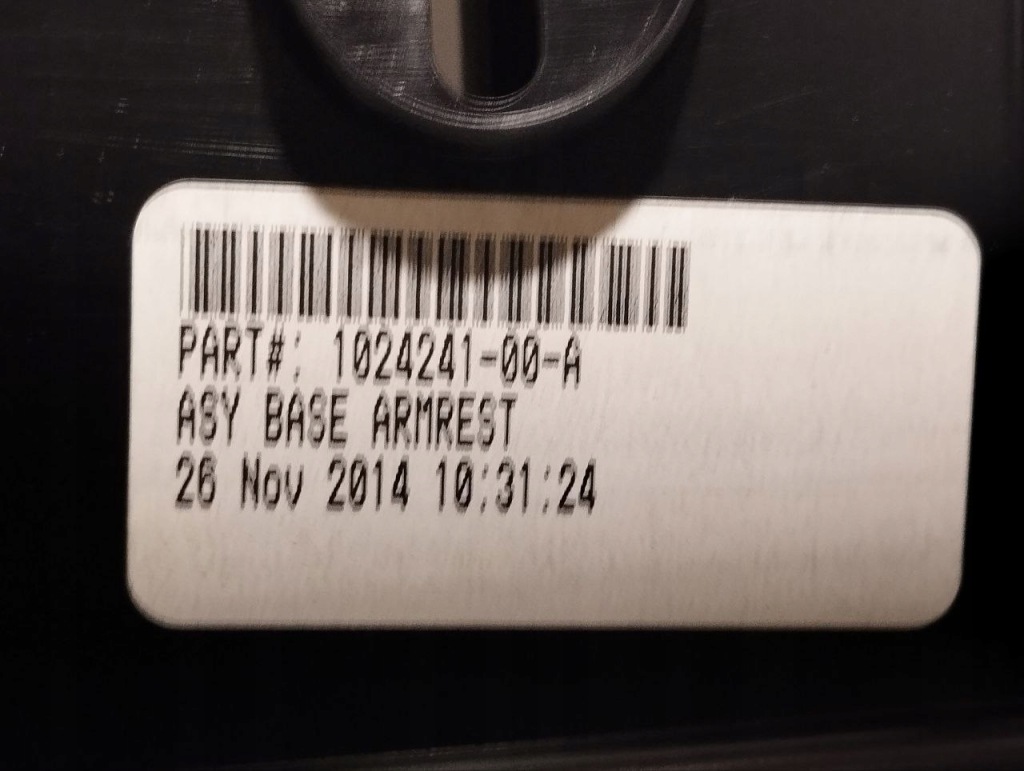 PART#: 1024241-00-A
ASY BASE ARMREST
26 Nov 2014 10:31:24